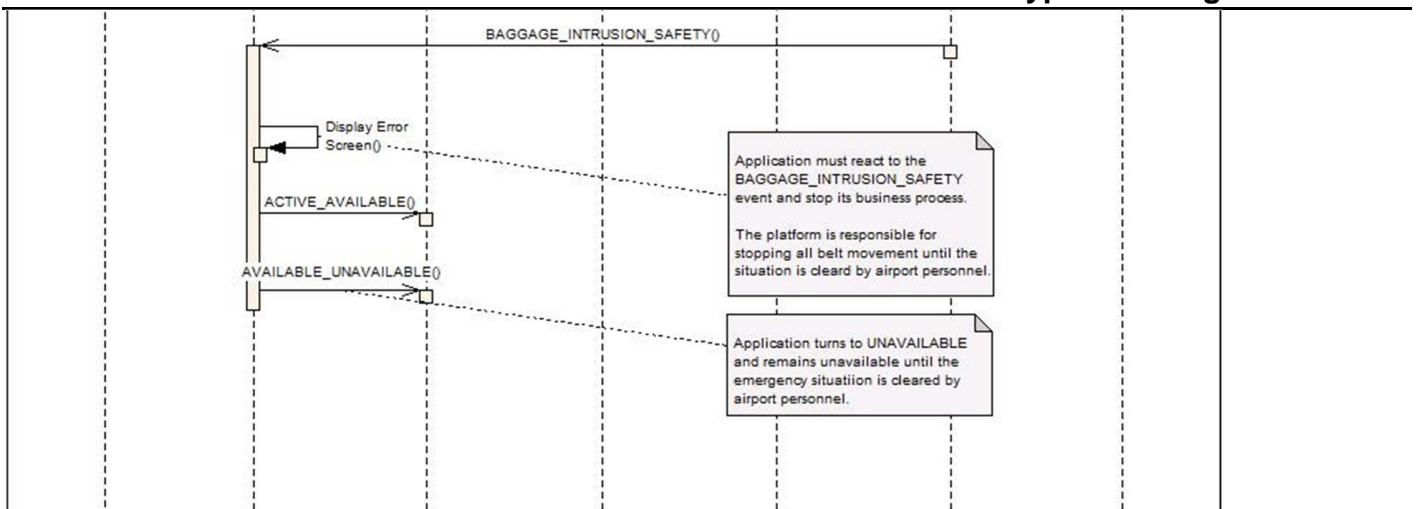 BAGGAGE_INTRUSION_SAFETY()
Display Error
Screen()
Application must react to the
BAGGAGE_INTRUSION_SAFETY
event and stop its business process.
The platform is responsible for
stopping all belt movement until the
situation is cleard by airport personnel.
ACTIVE_AVAILABLE()
AVAILABLE_UNAVAILABLE()
Application turns to UNAVAILABLE
and remains unavailable until the
emergency situatiion is cleared by
airport personnel.